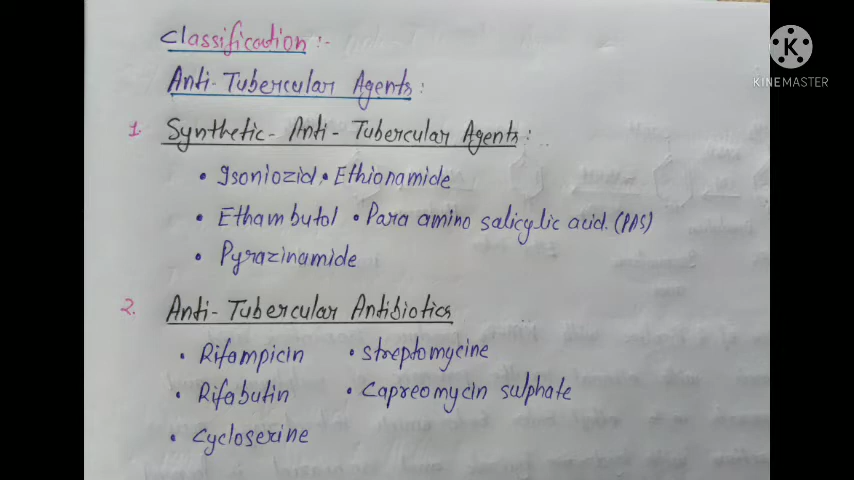 Classification :-
K
KINEMASTER
Anti-Tubercular Agents:
1. Synthetic - Anti - Tubercular Agents:
• Isoniozid • Ethionamide
• Ethambutol • Para amino salicylic acid. (PAS)
• Pyrazinamide
2. Anti-Tubercular Antibiotics
• Rifampicin • streptomycine
• Rifabutin • Capreomycin sulphate
• Cycloserine